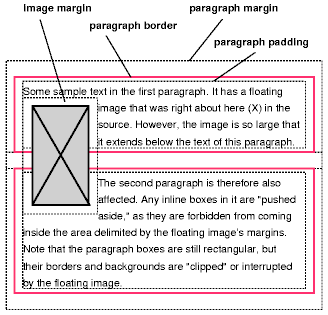 Image margin
paragraph margin
paragraph border
paragraph padding
Some sample text in the first paragraph. It has a floating
image that was right about here (X) in the
source. However, the image is so large that
it extends below the text of this paragraph.
The second paragraph is therefore also
affected. Any inline boxes in it are "pushed
aside," as they are forbidden from coming
inside the area delimited by the floating image's margins.
Note that the paragraph boxes are still rectangular, but
their borders and backgrounds are "clipped" or interrupted
by the floating image.